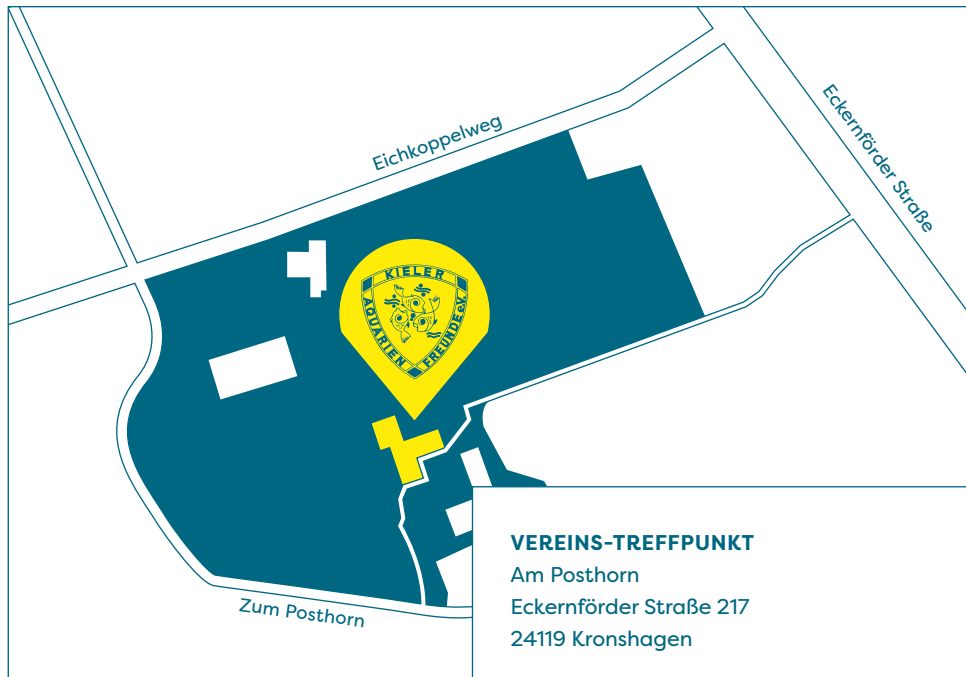 Eichkoppelweg
Eckernförder Straße
KIELER
AQUARIEN
FREUNDE e.V.
Zum Posthorn
VEREINS-TREFFPUNKT
Am Posthorn
Eckernförder Straße 217
24119 Kronshagen